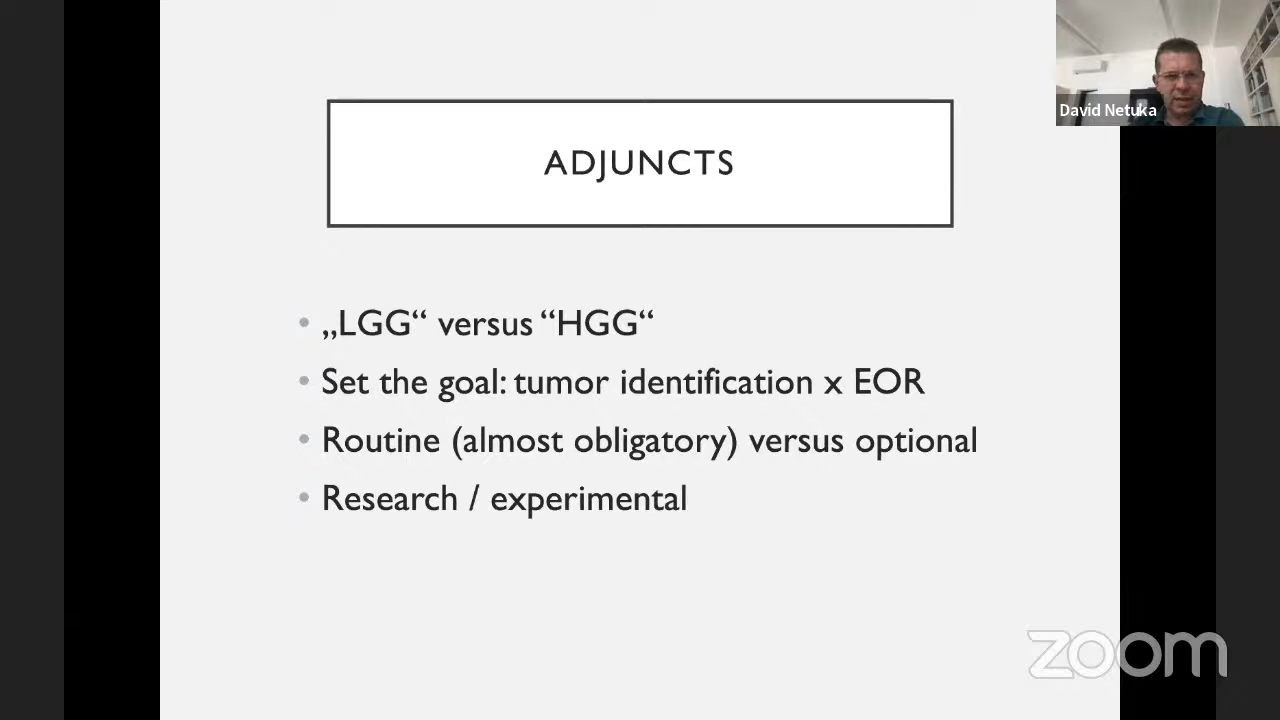 David Netuka
ADJUNCTS
• „LGG“ versus “HGG“
• Set the goal: tumor identification x EOR
• Routine (almost obligatory) versus optional
• Research / experimental
zoom